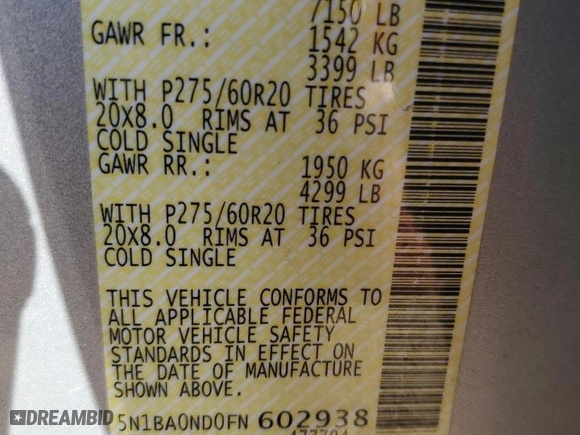 7150 LB
GAWR FR.: 1542 KG
3399 LB
WITH P275/60R20 TIRES
20X8.0 RIMS AT 36 PSI
COLD SINGLE
GAWR RR.: 1950 KG
4299 LB
WITH P275/60R20 TIRES
20X8.0 RIMS AT 36 PSI
COLD SINGLE
THIS VEHICLE CONFORMS TO
ALL APPLICABLE FEDERAL
MOTOR VEHICLE SAFETY
STANDARDS IN EFFECT ON
THE DATE OF MANUFACTURE
SHOWN ABOVE.
5N1BA0ND0FN 602938
DREAMBID